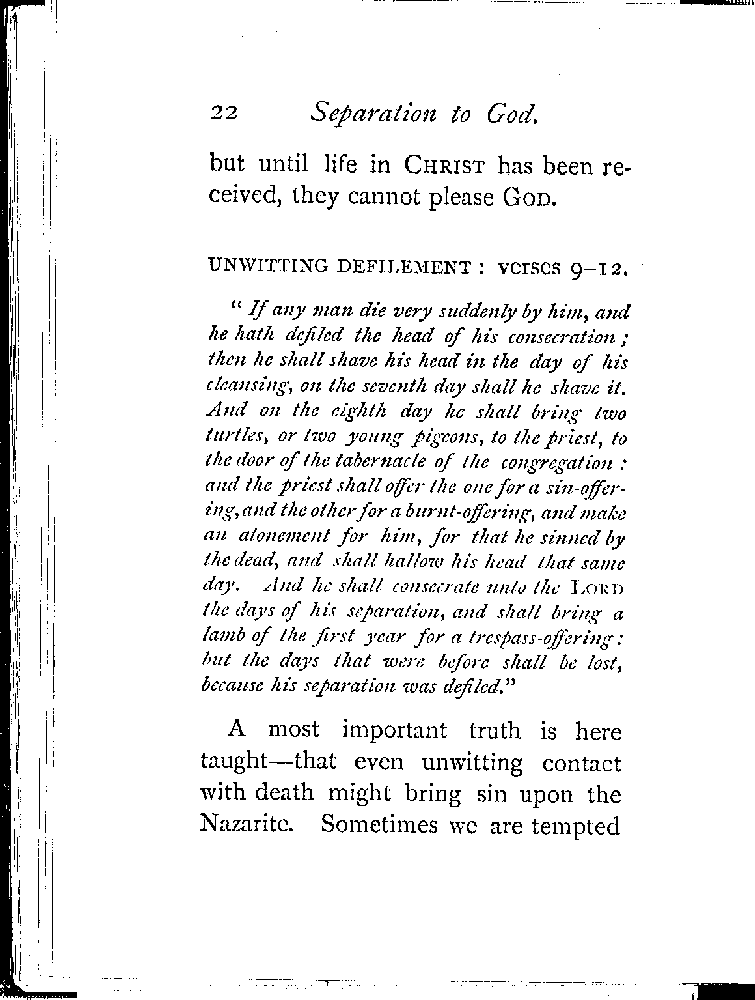 22 Separation to God.
but until life in CHRIST has been re-
ceived, they cannot please GOD.
UNWITTING DEFILEMENT : verses 9–12.
“ If any man die very suddenly by him, and
he hath defiled the head of his consecration ;
then he shall shave his head in the day of his
cleansing, on the seventh day shall he shave it.
And on the eighth day he shall bring two
turtles, or two young pigeons, to the priest, to
the door of the tabernacle of the congregation :
and the priest shall offer the one for a sin-offer-
ing, and the other for a burnt-offering, and make
an atonement for him, for that he sinned by
the dead, and shall hallow his head that same
day. And he shall consecrate unto the LORD
the days of his separation, and shall bring a
lamb of the first year for a trespass-offering :
but the days that were before shall be lost,
because his separation was defiled.”
A most important truth is here
taught—that even unwitting contact
with death might bring sin upon the
Nazarite. Sometimes we are tempted